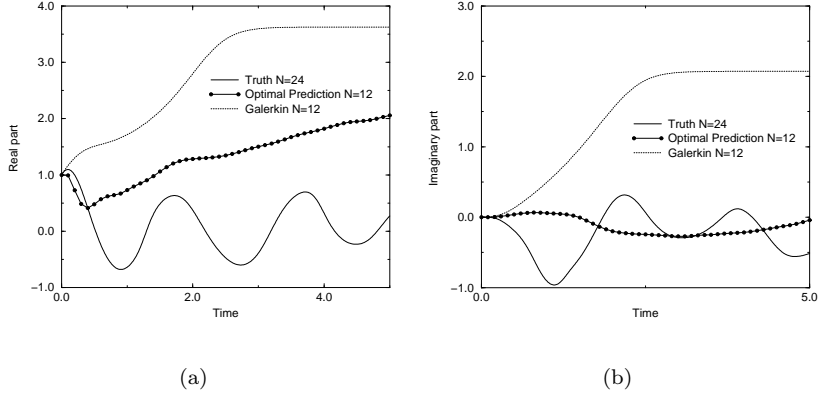 4.0
3.0
2.0
1.0
0.0
−1.0
Real part
Truth N=24
Optimal Prediction N=12
Galerkin N=12
0.0
2.0
4.0
Time
(a)
3.0
2.0
1.0
0.0
−1.0
Imaginary part
Truth N=24
Optimal Prediction N=12
Galerkin N=12
0.0
5.0
Time
(b)